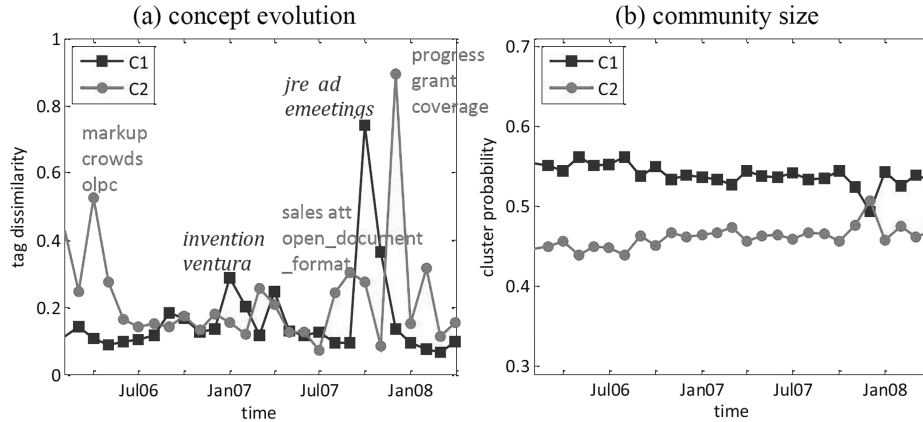 (a) concept evolution
(b) community size
1
0.8
0.6
0.4
0.2
0
tag dissimilarity
C1
C2
markup
crowds
olpc
invention
ventura
jre ad
emeetings
sales att
open_document
_format
progress
grant
coverage
Jul06
Jan07
Jul07
Jan08
time
0.7
0.6
0.5
0.4
0.3
cluster probability
C1
C2
Jul06
Jan07
Jul07
Jan08
time